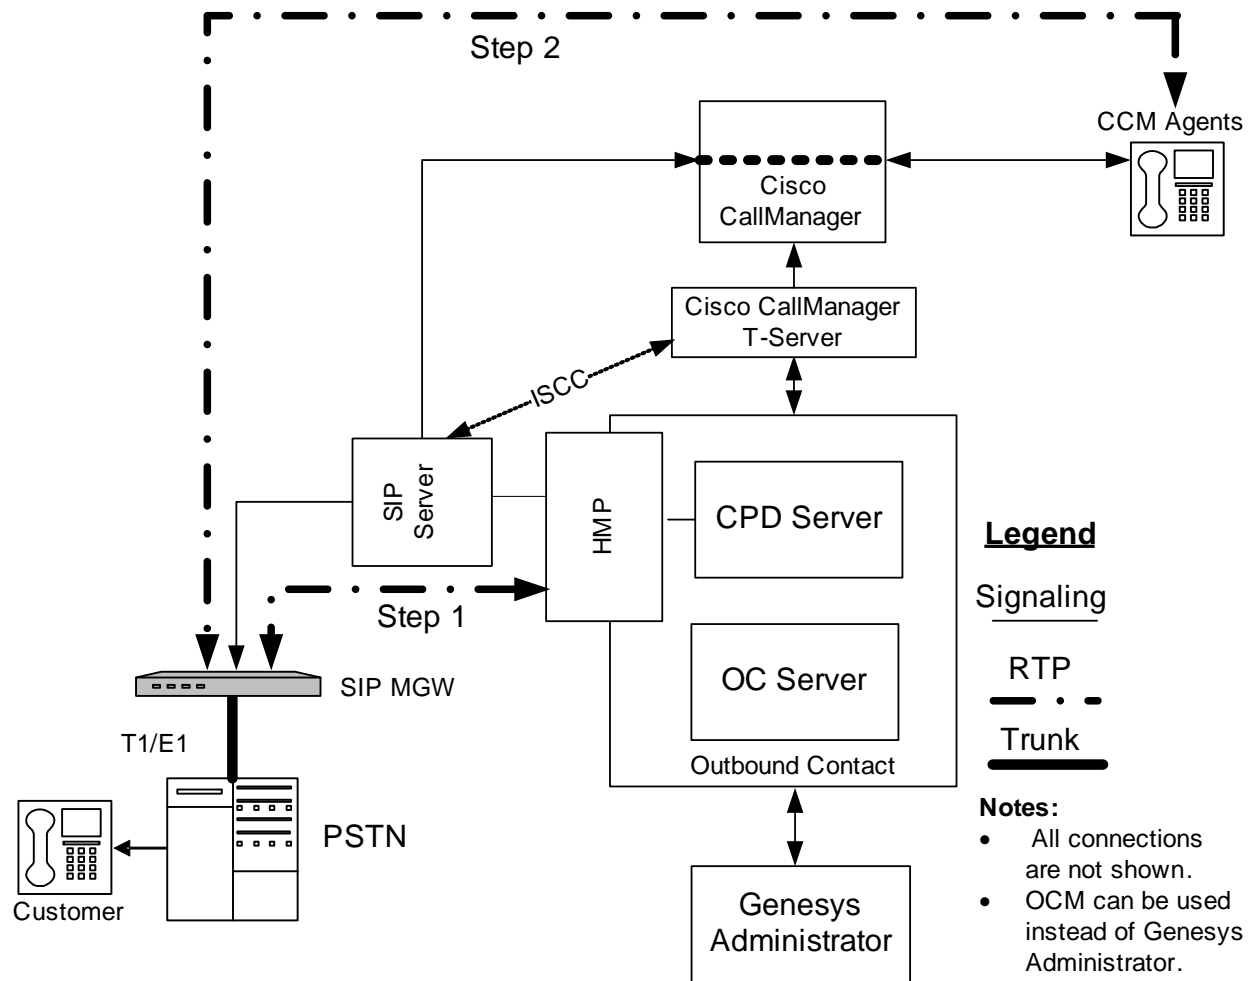 Step 2
CCM Agents
Cisco
CallManager
Cisco CallManager
T-Server
ISCC
SIP
Server
HMP
CPD Server
Step 1
OC Server
Outbound Contact
SIP MGW
T1/E1
PSTN
Customer
Genesys
Administrator
Legend
Signaling
RTP
Trunk
Notes:
• All connections
are not shown.
• OCM can be used
instead of Genesys
Administrator.